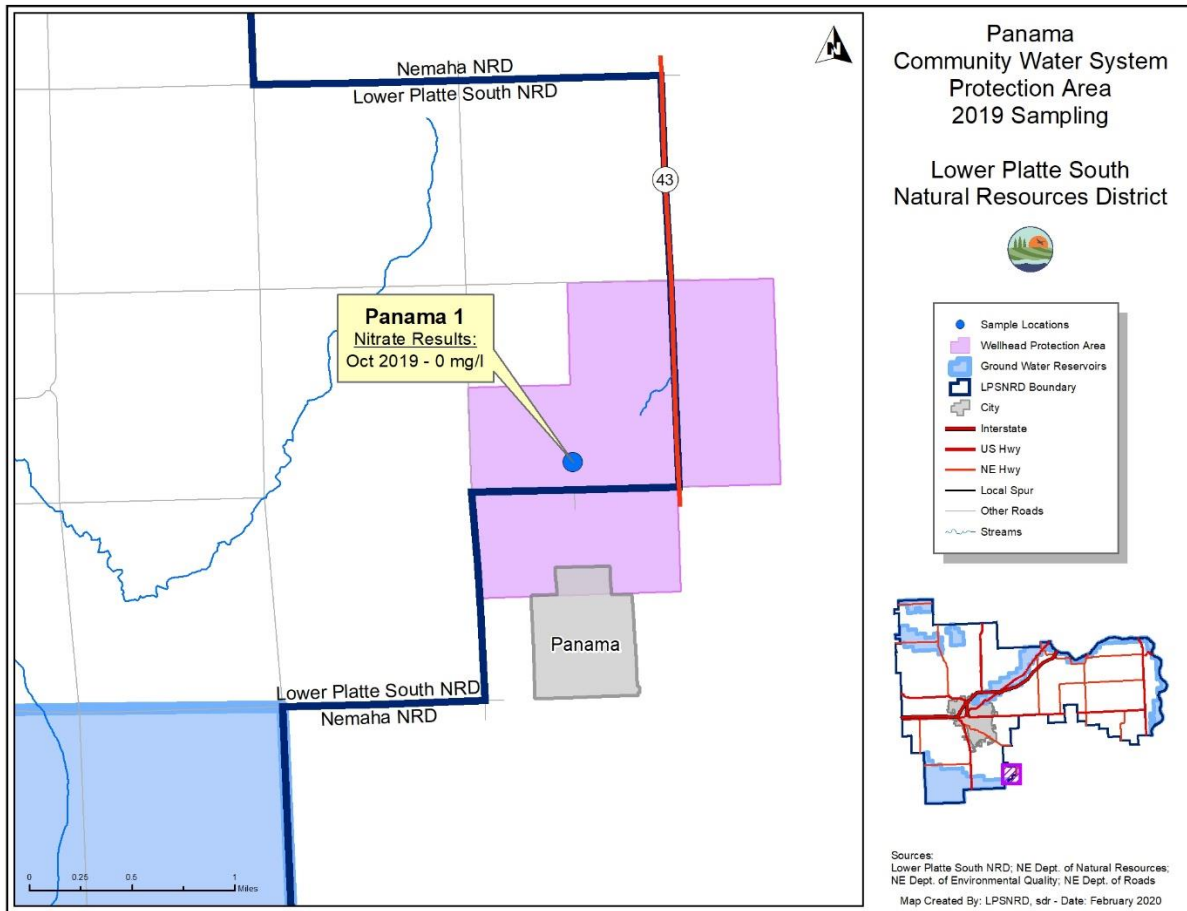 Nemaha NRD
Lower Platte South NRD
N
43
Panama 1
Nitrate Results:
Oct 2019 - 0 mg/l
Panama
Lower Platte South NRD
Nemaha NRD
0 0.25 0.5 1
Miles
Panama
Community Water System
Protection Area
2019 Sampling
Lower Platte South
Natural Resources District
Sample Locations
Wellhead Protection Area
Ground Water Reservoirs
LPSNRD Boundary
City
Interstate
US Hwy
NE Hwy
Local Spur
Other Roads
Streams
Sources:
Lower Platte South NRD; NE Dept. of Natural Resources;
NE Dept. of Environmental Quality; NE Dept. of Roads
Map Created By: LPSNRD, sdr - Date: February 2020